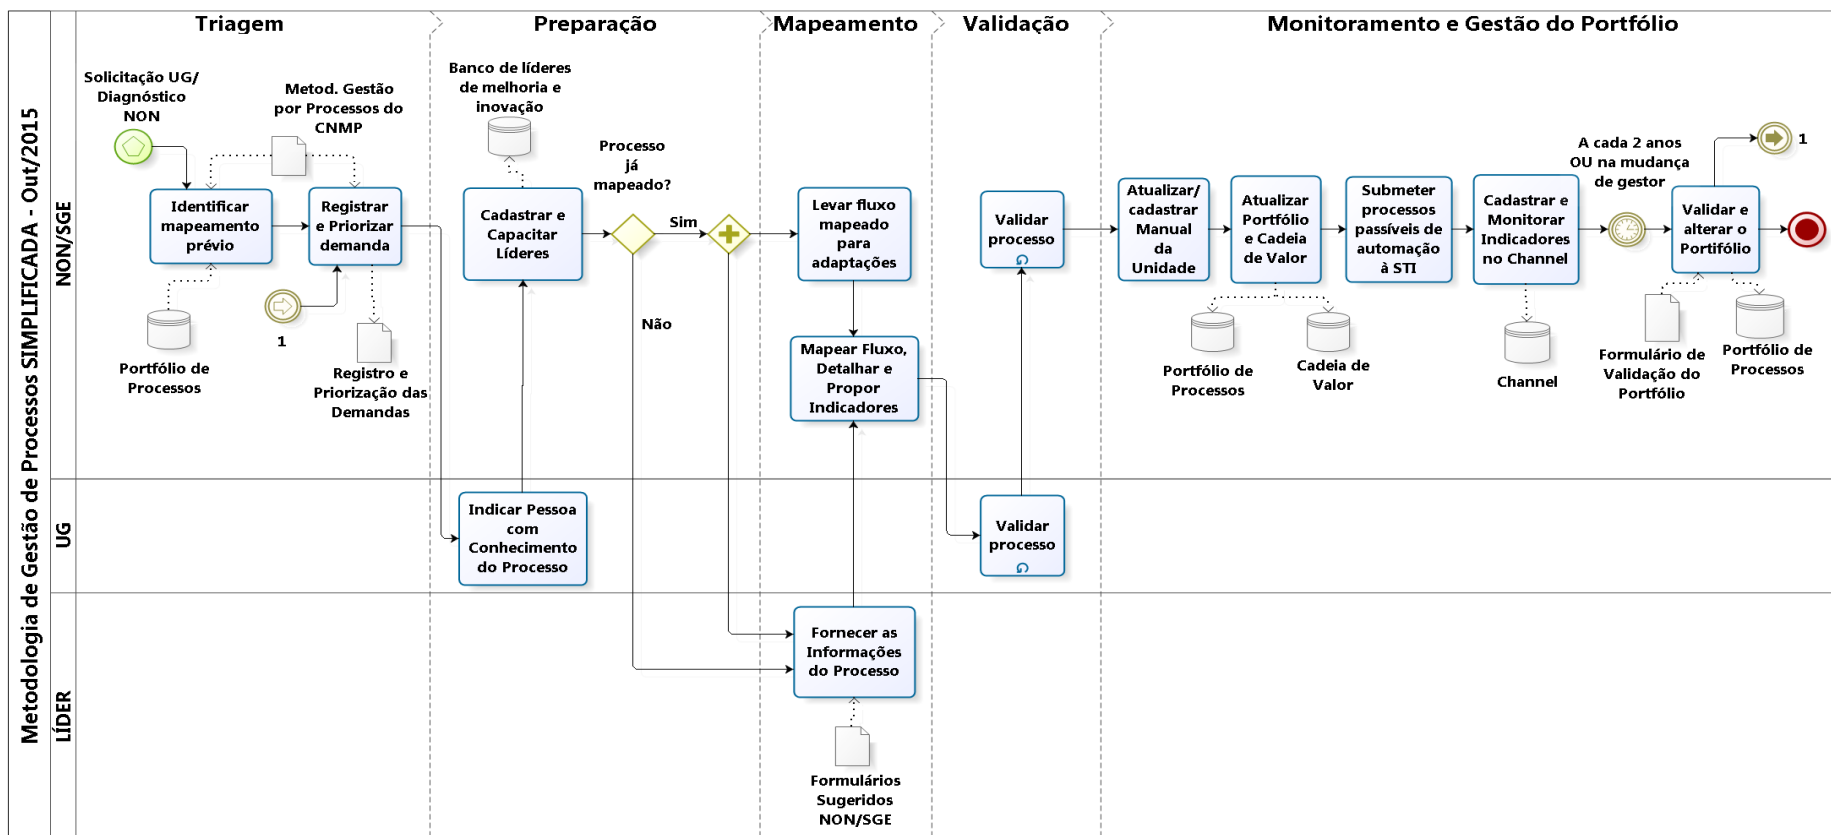 Metodologia de Gestão de Processos SIMPLIFICADA - Out/2015
NON/SGE
UG
LÍDER
Triagem
Preparação
Mapeamento
Validação
Monitoramento e Gestão do Portfólio
Solicitação UG/
Diagnóstico
NON
Metod. Gestão
por Processos do
CNMP
Identificar
mapeamento
prévio
Registrar
e Priorizar
demanda
Portfólio de
Processos
1
Registro e
Priorização das
Demandas
Banco de líderes
de melhoria e
inovação
Cadastrar e
Capacitar
Líderes
Processo
já
mapeado?
Sim
Não
Indicar Pessoa
com
Conhecimento
do Processo
Levar fluxo
mapeado
para
adaptações
Mapear Fluxo,
Detalhar e
Propor
Indicadores
Fornecer as
Informações
do Processo
Formulários
Sugeridos
NON/SGE
Validar
processo
Validar
processo
Atualizar/
cadastrar
Manual
da
Unidade
Atualizar
Portfólio
e Cadeia
de Valor
Portfólio de
Processos
Cadeia de
Valor
Submeter
processos
passíveis de
automação
à STI
Cadastrar e
Monitorar
Indicadores
no Channel
Channel
A cada 2 anos
OU na mudança
de gestor
Validar e
alterar o
Portifólio
1
Formulário de
Validação do
Portfólio
Portfólio de
Processos